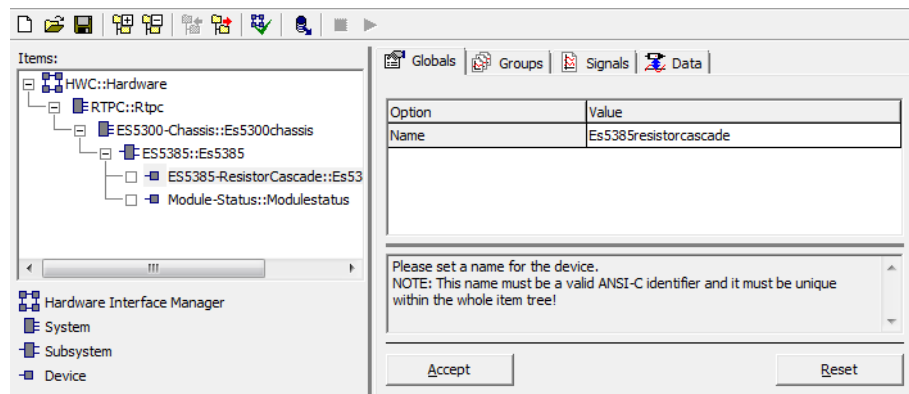 Items:
HWC::Hardware
RTPC::Rtpc
ES5300-Chassis::Es5300chassis
ES5385::Es5385
ES5385-ResistorCascade::Es53
Module-Status::Modulestatus
Hardware Interface Manager
System
Subsystem
Device
Globals Groups Signals Data
Option Value
Name Es5385resistorcascade
Please set a name for the device.
NOTE: This name must be a valid ANSI-C identifier and it must be unique
within the whole item tree!
Accept Reset